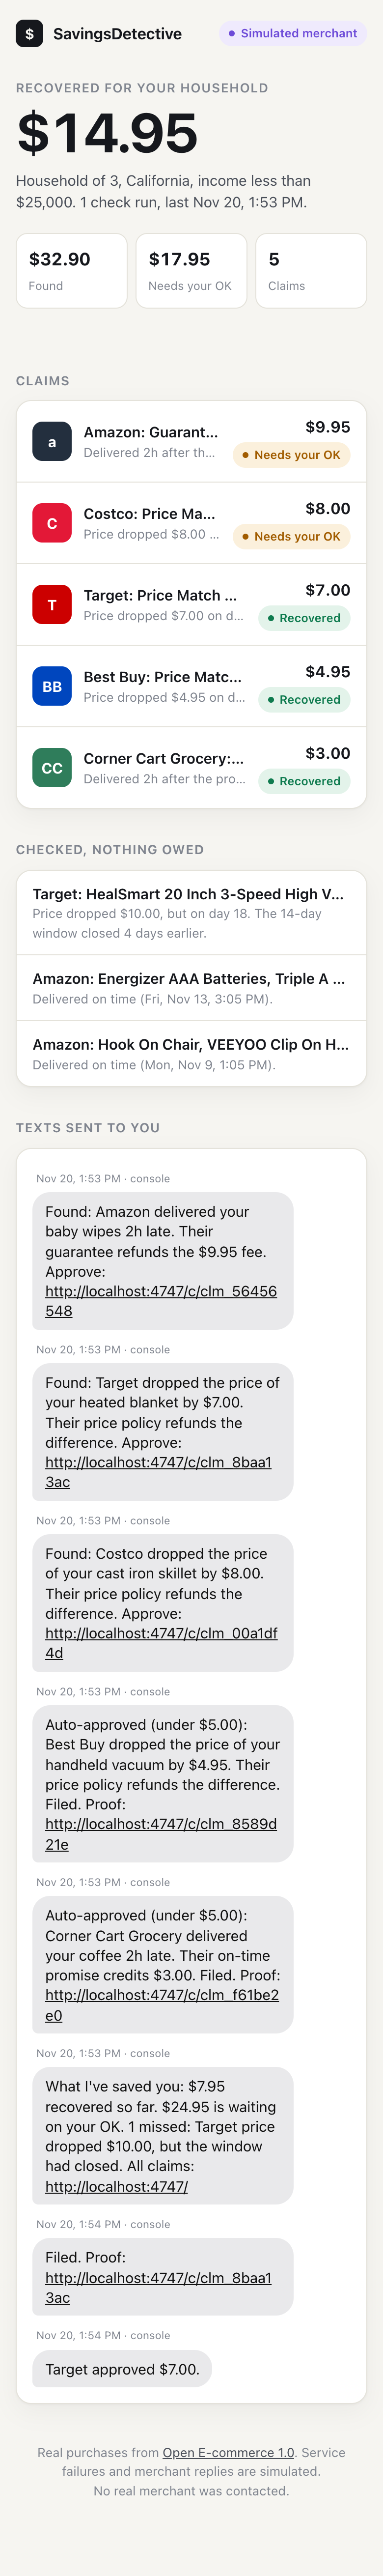 $ SavingsDetective
Simulated merchant
RECOVERED FOR YOUR HOUSEHOLD
$14.95
Household of 3, California, income less than
$25,000. 1 check run, last Nov 20, 1:53 PM.
$32.90
Found
$17.95
Needs your OK
5
Claims
CLAIMS
a
Amazon: Guarant...
Delivered 2h after th...
$9.95
Needs your OK
C
Costco: Price Ma...
Price dropped $8.00 ...
$8.00
Needs your OK
T
Target: Price Match ...
Price dropped $7.00 on d...
$7.00
Recovered
BB
Best Buy: Price Matc...
Price dropped $4.95 on d...
$4.95
Recovered
CC
Corner Cart Grocery:...
Delivered 2h after the pro...
$3.00
Recovered
CHECKED, NOTHING OWED
Target: HealSmart 20 Inch 3-Speed High V...
Price dropped $10.00, but on day 18. The 14-day
window closed 4 days earlier.
Amazon: Energizer AAA Batteries, Triple A ...
Delivered on time (Fri, Nov 13, 3:05 PM).
Amazon: Hook On Chair, VEEYOO Clip On H...
Delivered on time (Mon, Nov 9, 1:05 PM).
TEXTS SENT TO YOU
Nov 20, 1:53 PM · console
Found: Amazon delivered your
baby wipes 2h late. Their
guarantee refunds the $9.95 fee.
Approve:
http://localhost:4747/c/clm_56456
548
Nov 20, 1:53 PM · console
Found: Target dropped the price of
your heated blanket by $7.00.
Their price policy refunds the
difference. Approve:
http://localhost:4747/c/clm_8baa1
3ac
Nov 20, 1:53 PM · console
Found: Costco dropped the price
of your cast iron skillet by $8.00.
Their price policy refunds the
difference. Approve:
http://localhost:4747/c/clm_00a1df
4d
Nov 20, 1:53 PM · console
Auto-approved (under $5.00):
Best Buy dropped the price of your
handheld vacuum by $4.95. Their
price policy refunds the difference.
Filed. Proof:
http://localhost:4747/c/clm_8589d
21e
Nov 20, 1:53 PM · console
Auto-approved (under $5.00):
Corner Cart Grocery delivered
your coffee 2h late. Their on-time
promise credits $3.00. Filed. Proof:
http://localhost:4747/c/clm_f61be2
e0
Nov 20, 1:53 PM · console
What I've saved you: $7.95
recovered so far. $24.95 is waiting
on your OK. 1 missed: Target price
dropped $10.00, but the window
had closed. All claims:
http://localhost:4747/
Nov 20, 1:54 PM · console
Filed. Proof:
http://localhost:4747/c/clm_8baa1
3ac
Nov 20, 1:54 PM · console
Target approved $7.00.
Real purchases from Open E-commerce 1.0. Service
failures and merchant replies are simulated.
No real merchant was contacted.